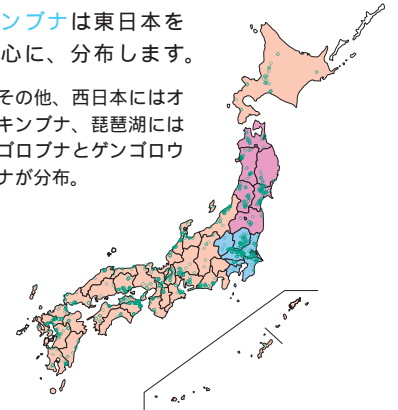 ンブナは東日本を
心に、分布します。
その他、西日本にはオ
キンブナ、琵琶湖には
ゴロブナとゲンゴロウ
ナが分布。